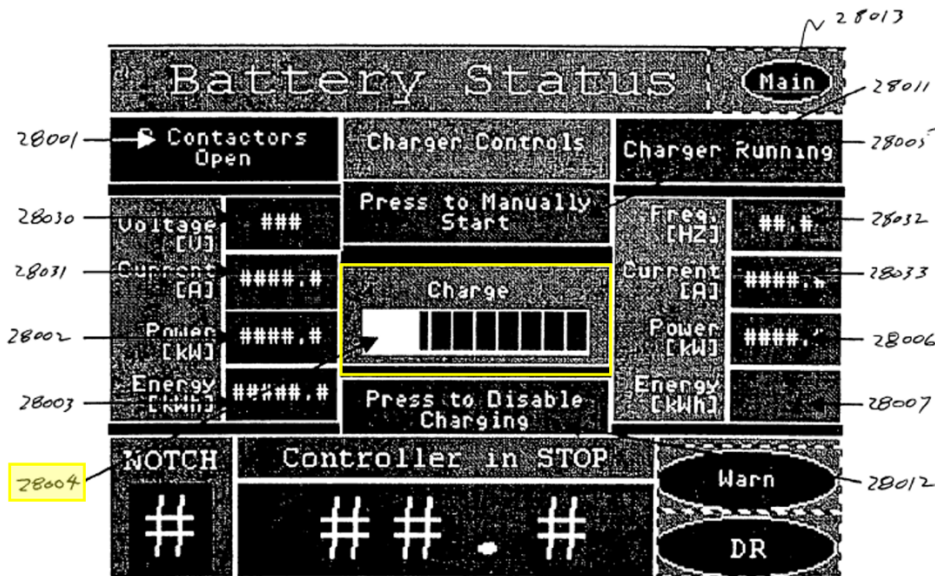 28013
Battery Status
Main
28011
28001
Contactors
Open
Charger Controls
Charger Running
28005
Press to Manually
Start
28030
Voltage
[V]
###
Freq.
[HZ]
##.#
28032
28031
Current
[A]
####.#
Charge
Current
[A]
####.
28033
28002
Power
[kW]
####.#
Power
[kW]
####.
28006
28003
Energy
[kWh]
#####.#
Press to Disable
Charging
Energy
[kWh]
28007
28004
NOTCH
Controller in STOP
Warn
28012
#
##.#
DR